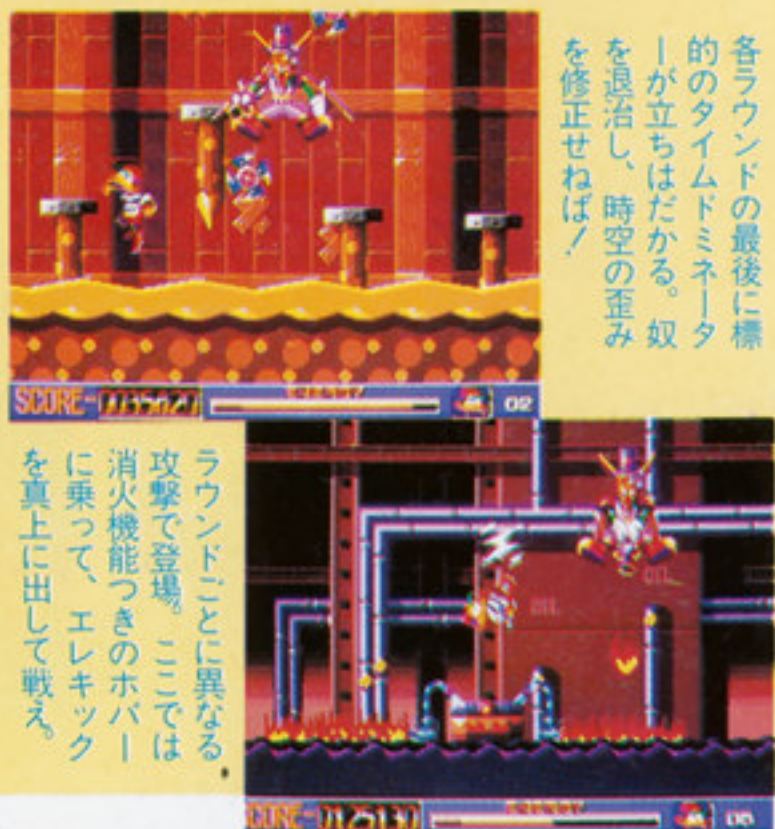 各ラウンドの最後に標
的のタイムドミネータ
ーが立ちはだかる。奴
を退治し、時空の歪み
を修正せねば！
SCORE-0035620
02
ラウンドごとに異なる
攻撃で登場。ここでは
消火機能つきのホバー
に乗って、エレキック
を真上に出して戦え。
OIL
OIL
SCORE-0125130